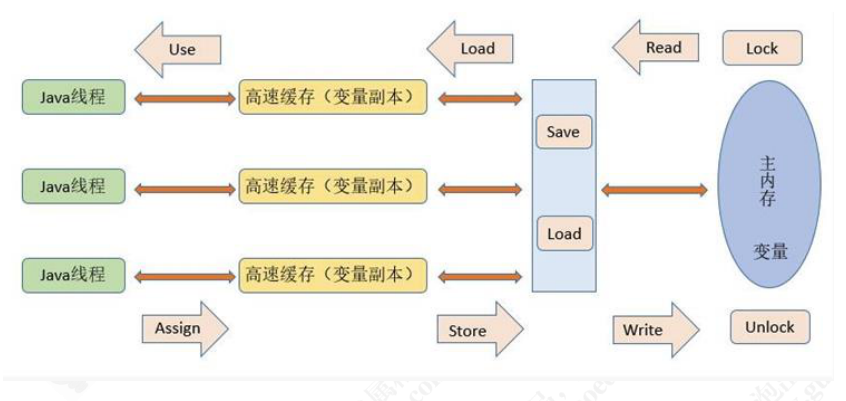 Use
Load
Read
Lock
Java线程
高速缓存（变量副本）
Save
Java线程
高速缓存（变量副本）
主内存
变量
Load
Java线程
高速缓存（变量副本）
Assign
Store
Write
Unlock